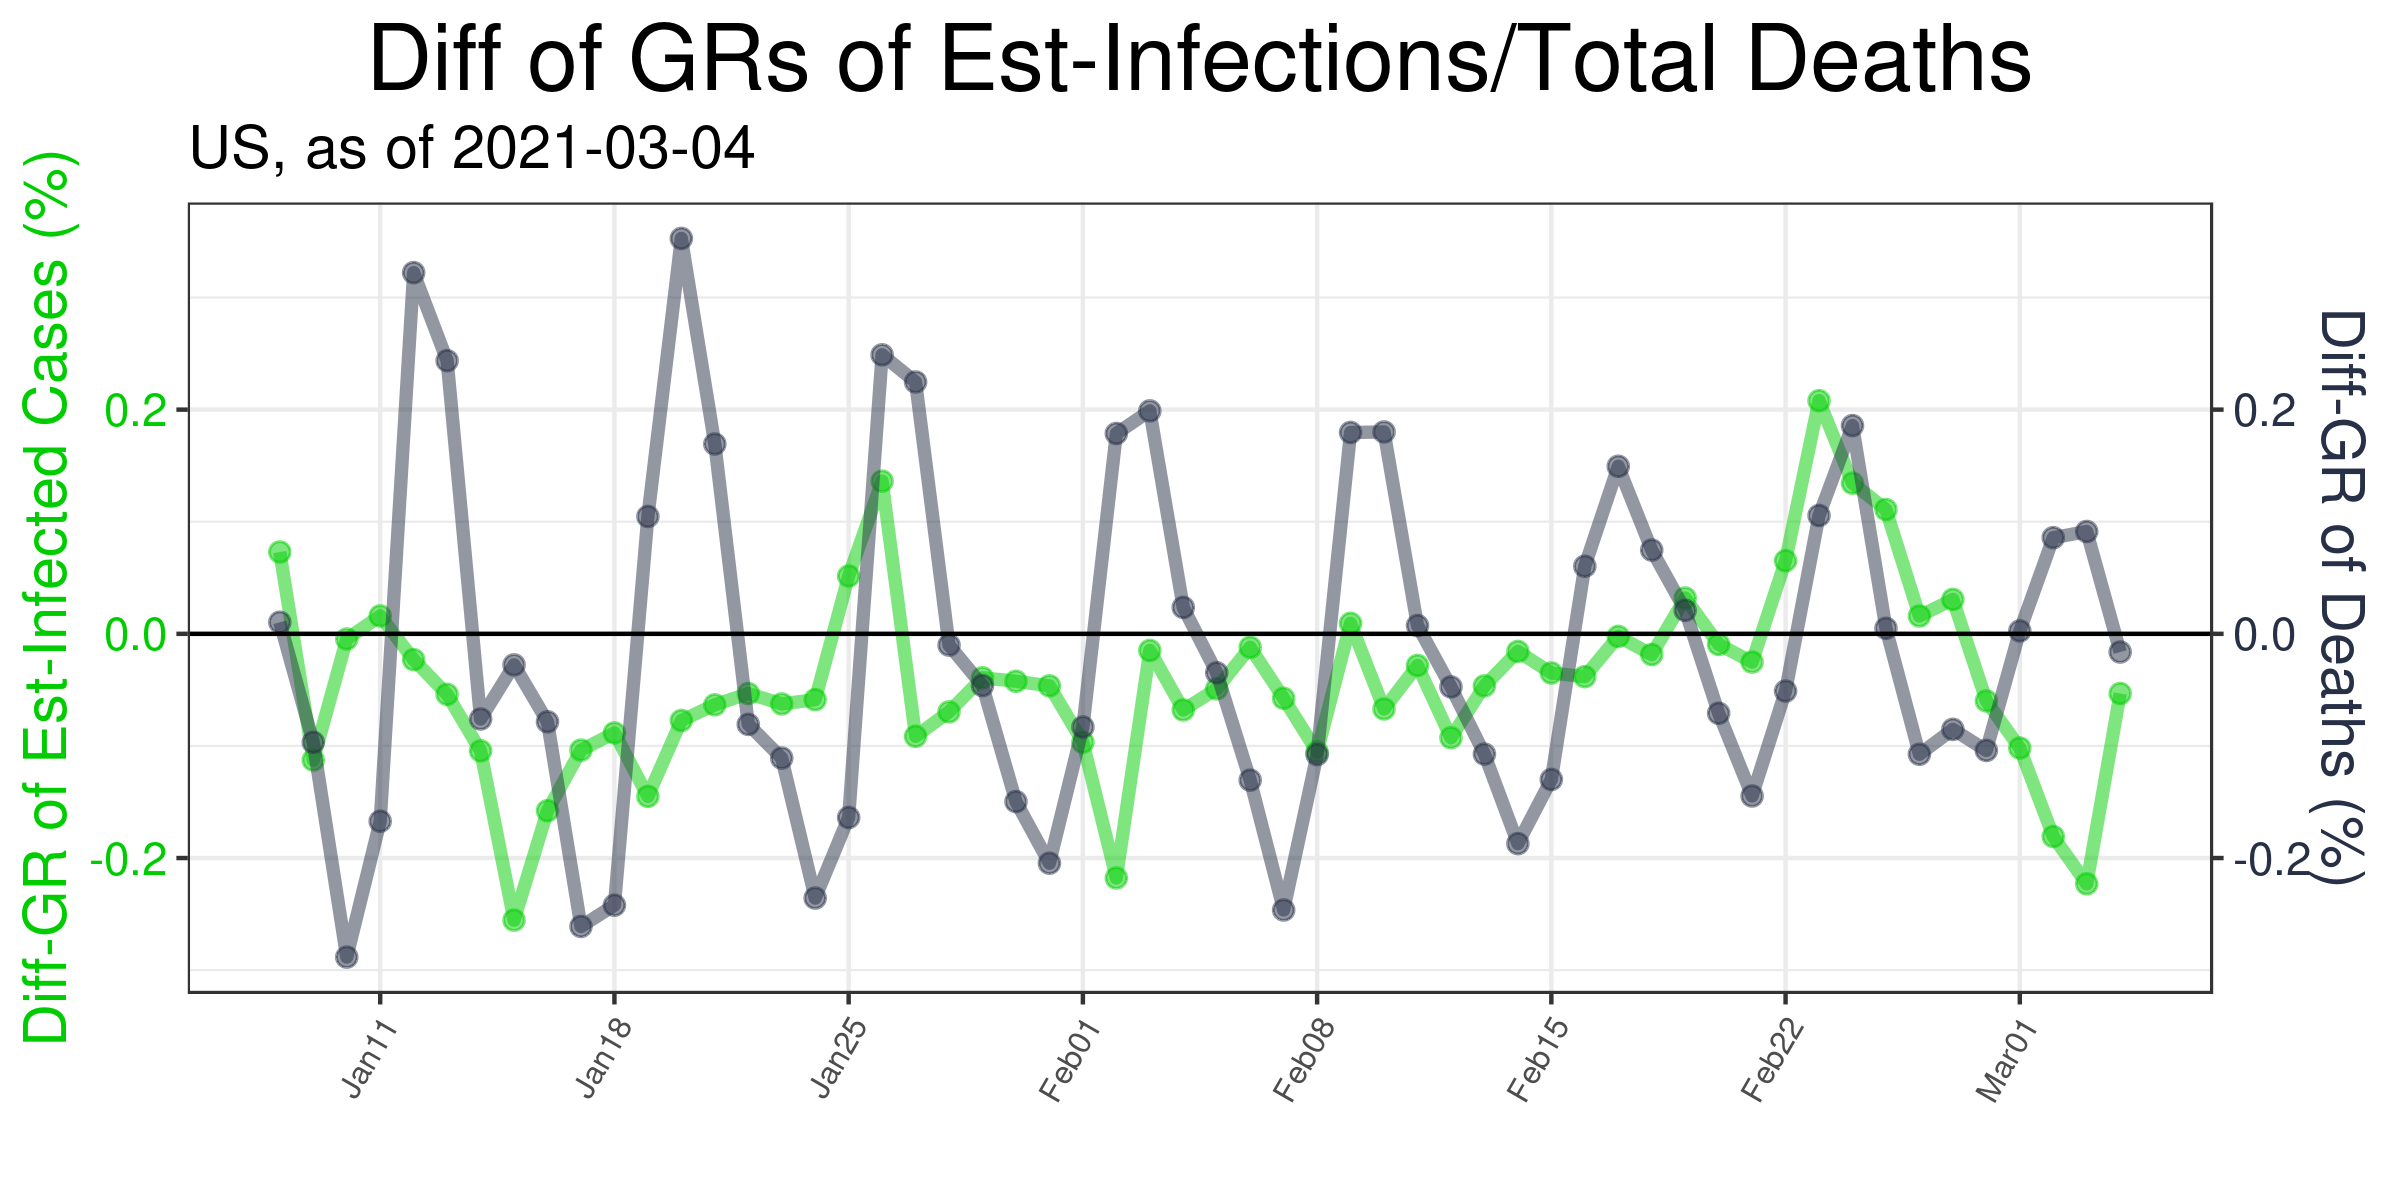 Diff of GRs of Est-Infections/Total Deaths
US, as of 2021-03-04
Diff-GR of Est-Infected Cases (%)
0.2
0.0
-0.2
0.2
0.0
-0.2
Diff-GR of Deaths (%)
Jan11
Jan18
Jan25
Feb01
Feb08
Feb15
Feb22
Mar01